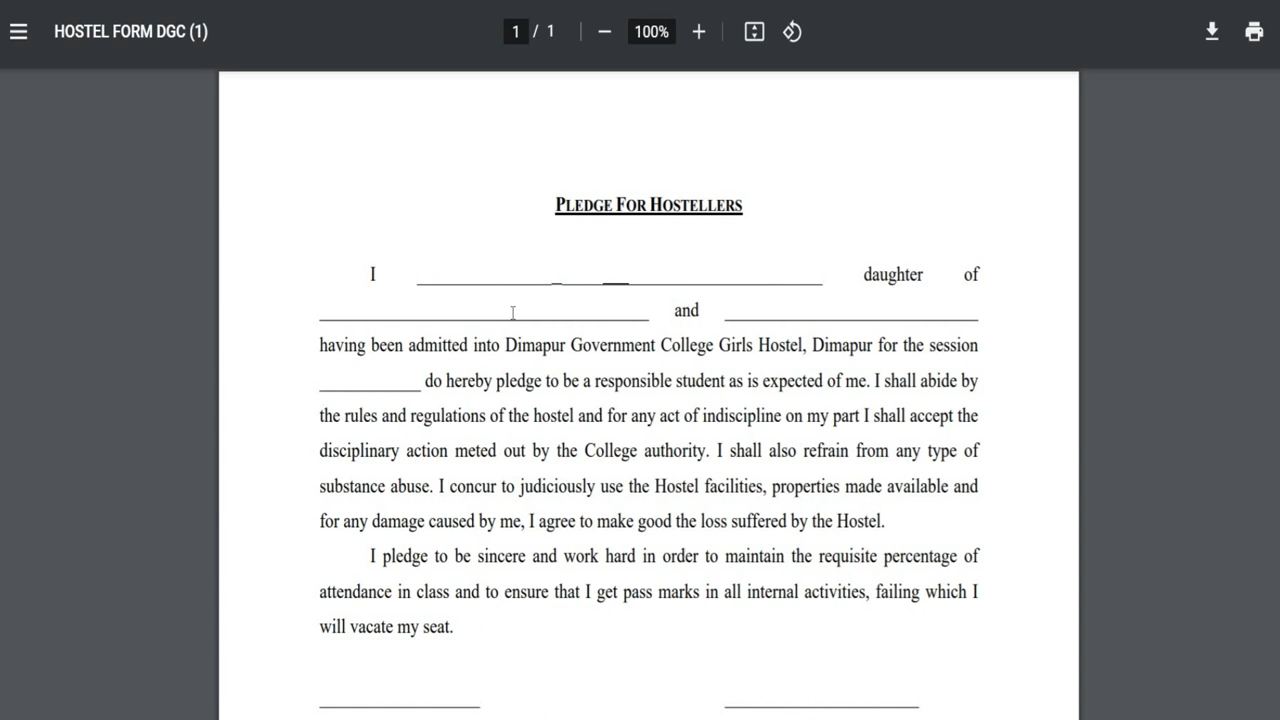 HOSTEL FORM DGC (1)
1 / 1
100%
PLEDGE FOR HOSTELLERS
I ____________________ daughter of
____________________ and ____________________
having been admitted into Dimapur Government College Girls Hostel, Dimapur for the session
__________ do hereby pledge to be a responsible student as is expected of me. I shall abide by
the rules and regulations of the hostel and for any act of indiscipline on my part I shall accept the
disciplinary action meted out by the College authority. I shall also refrain from any type of
substance abuse. I concur to judiciously use the Hostel facilities, properties made available and
for any damage caused by me, I agree to make good the loss suffered by the Hostel.
I pledge to be sincere and work hard in order to maintain the requisite percentage of
attendance in class and to ensure that I get pass marks in all internal activities, failing which I
will vacate my seat.